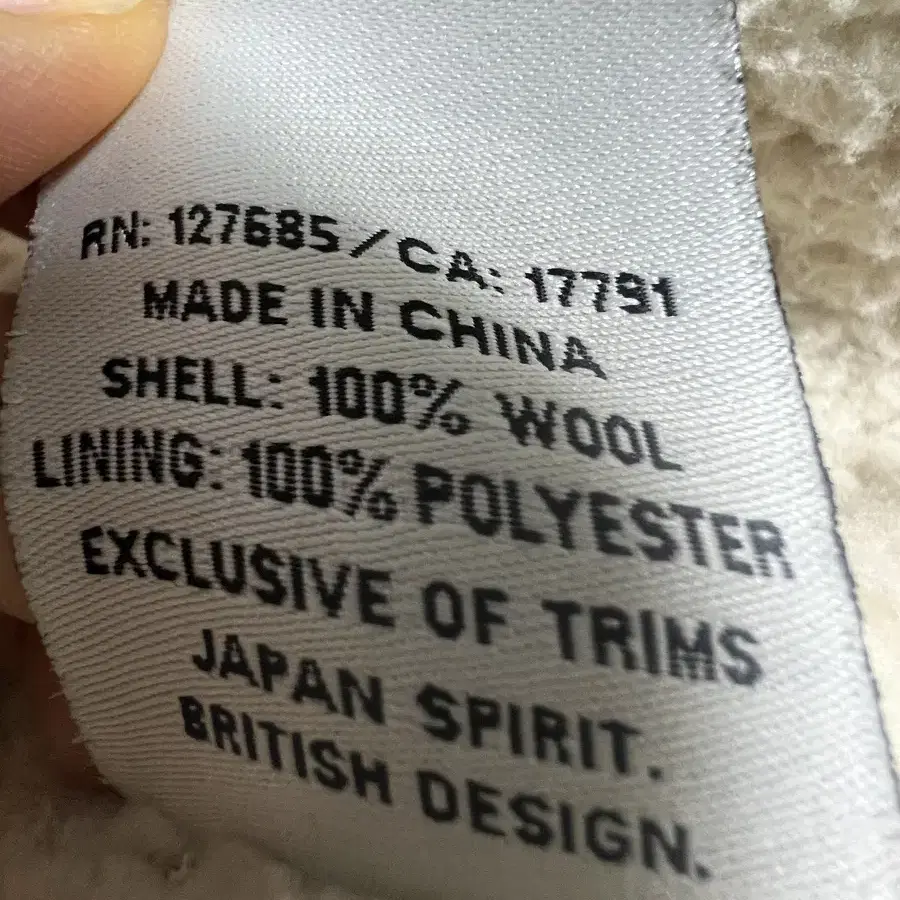 RN: 127685/CA: 17791
MADE IN CHINA
SHELL: 100% WOOL
LINING: 100% POLYESTER
EXCLUSIVE OF TRIMS
JAPAN SPIRIT.
BRITISH DESIGN.